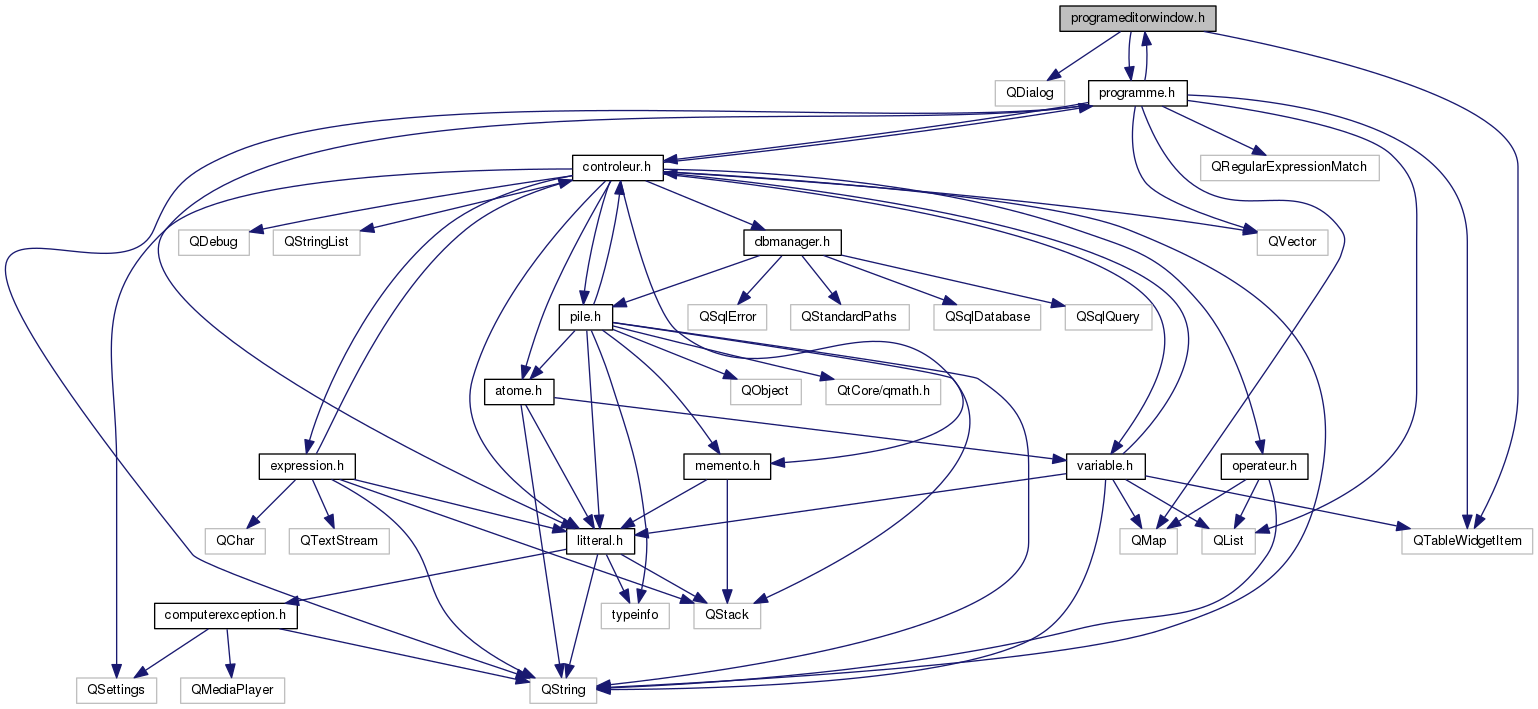 programeditorwindow.h
QDialog
programme.h
controleur.h
QRegularExpressionMatch
QDebug
QStringList
dbmanager.h
QVector
pile.h
QSqlError
QStandardPaths
QSqlDatabase
QSqlQuery
atome.h
QObject
QtCore/qmath.h
expression.h
memento.h
variable.h
operateur.h
QChar
QTextStream
litteral.h
QMap
QList
QTableWidgetItem
computerexception.h
typeinfo
QStack
QSettings
QMediaPlayer
QString